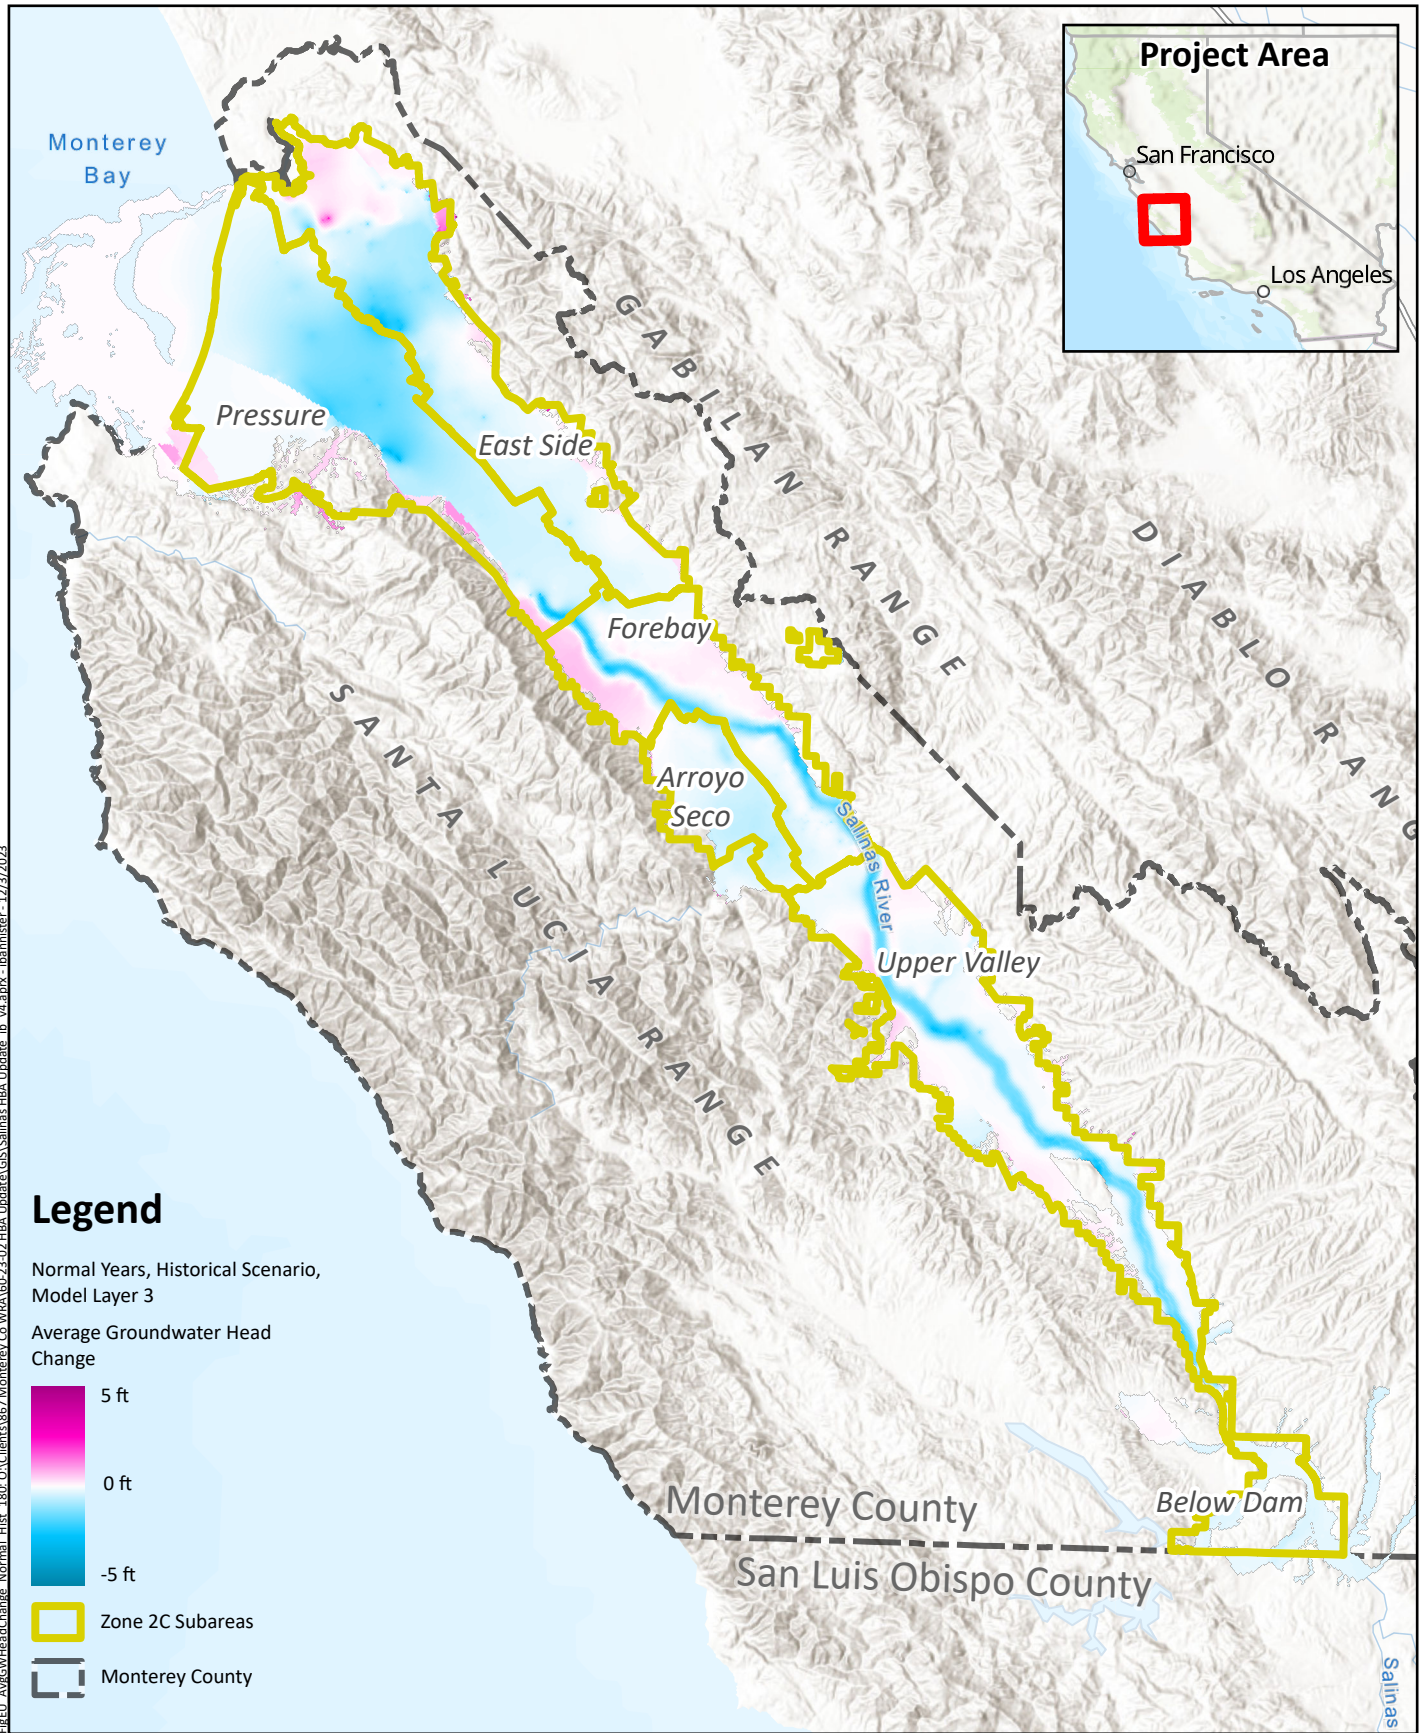 Project Area
San Francisco
Los Angeles
Monterey
Bay
GABILAN RANGE
DIABLO RANG
Pressure
East Side
Forebay
SANTA LUCIA RANGE
Arroyo
Seco
Salinas River
Upper Valley
Below Dam
Monterey County
San Luis Obispo County
Salinas
Legend
Normal Years, Historical Scenario,
Model Layer 3
Average Groundwater Head
Change
5 ft
0 ft
-5 ft
Zone 2C Subareas
Monterey County